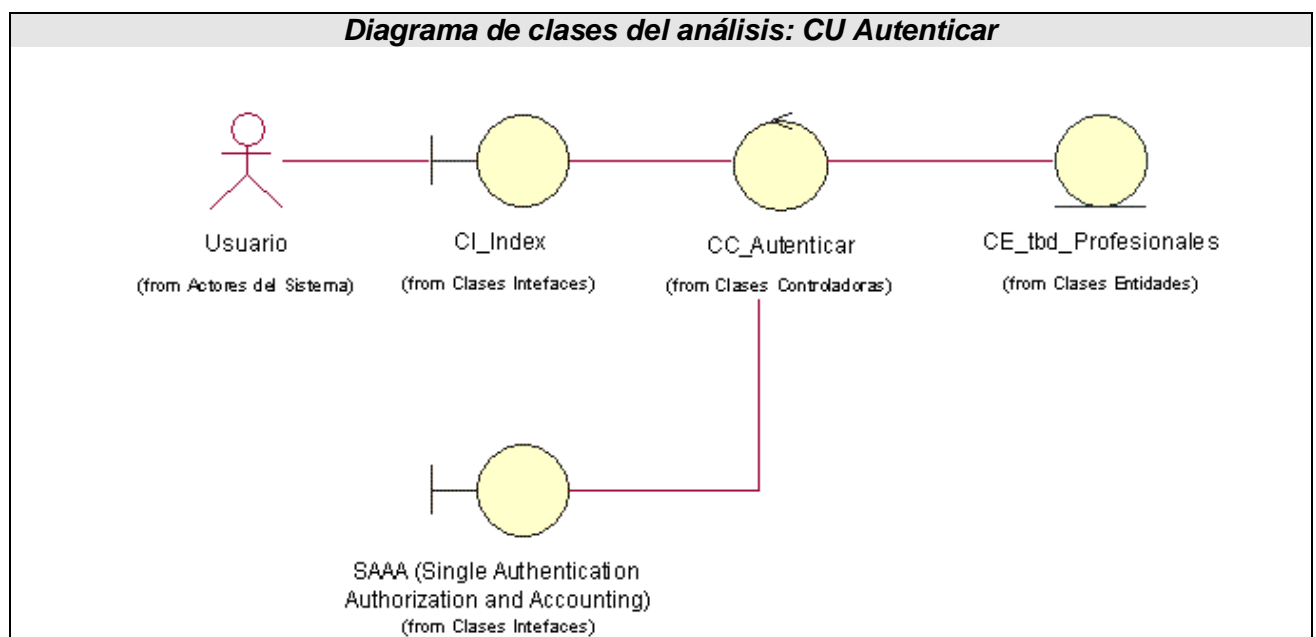 Diagrama de clases del análisis: CU Autenticar
Usuario
(from Actores del Sistema)
CI_Index
(from Clases Intefaces)
CC_Autenticar
(from Clases Controladoras)
CE_tbd_Profesionales
(from Clases Entidades)
SAAA (Single Authentication
Authorization and Accounting)
(from Clases Intefaces)